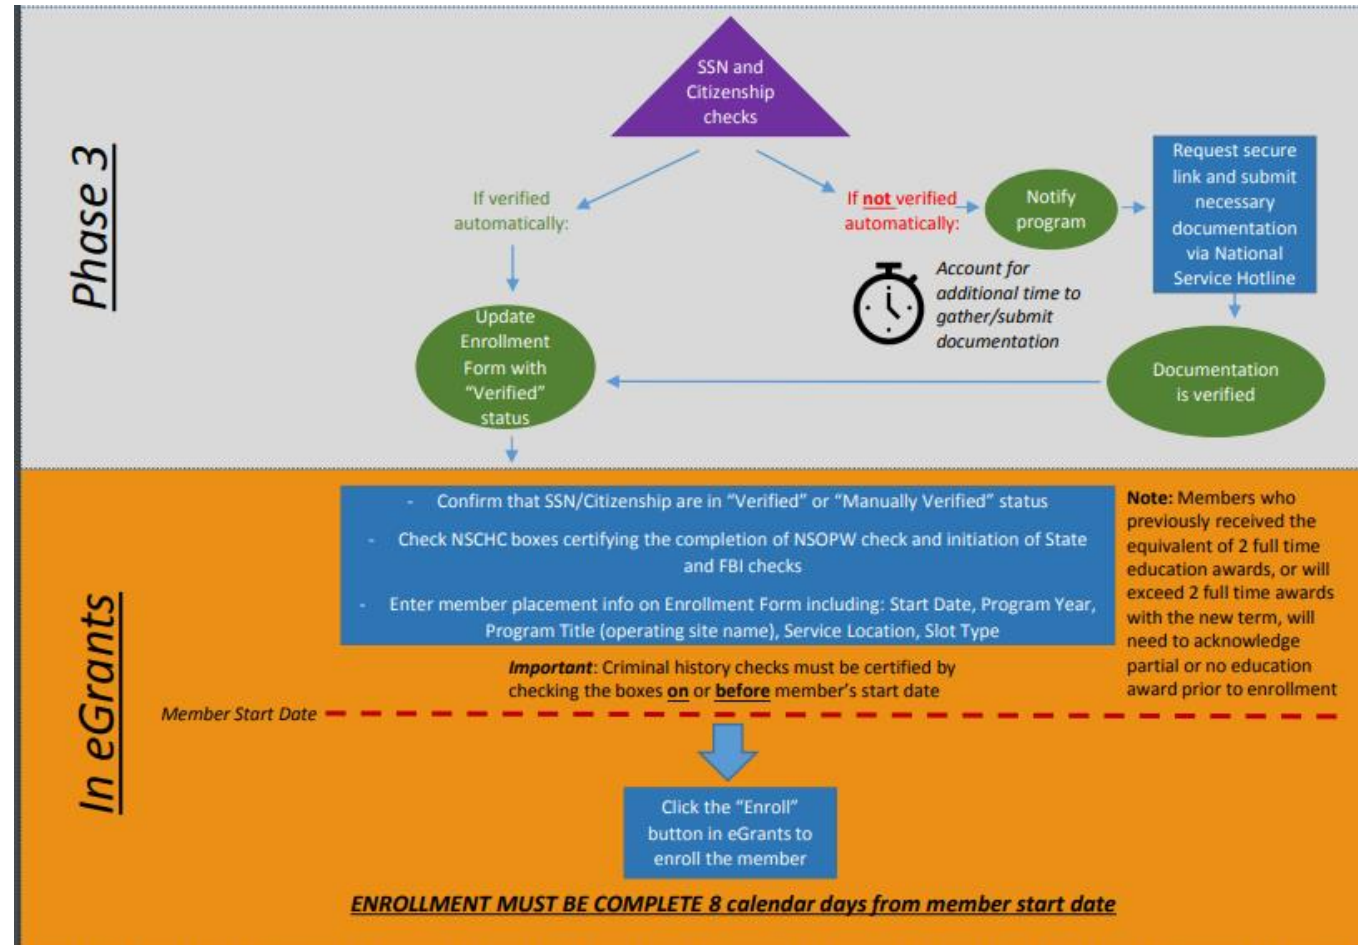 Phase 3
SSN and
Citizenship
checks
If verified
automatically:
If not verified
automatically:
Notify
program
Request secure
link and submit
necessary
documentation
via National
Service Hotline
Account for
additional time to
gather/submit
documentation
Update
Enrollment
Form with
“Verified”
status
Documentation
is verified
In eGrants
- Confirm that SSN/Citizenship are in “Verified” or “Manually Verified” status
- Check NSCHC boxes certifying the completion of NSOPW check and initiation of State
and FBI checks
- Enter member placement info on Enrollment Form including: Start Date, Program Year,
Program Title (operating site name), Service Location, Slot Type
Note: Members who
previously received the
equivalent of 2 full time
education awards, or will
exceed 2 full time awards
with the new term, will
need to acknowledge
partial or no education
award prior to enrollment
Important: Criminal history checks must be certified by
checking the boxes on or before member’s start date
Member Start Date
Click the “Enroll”
button in eGrants to
enroll the member
ENROLLMENT MUST BE COMPLETE 8 calendar days from member start date